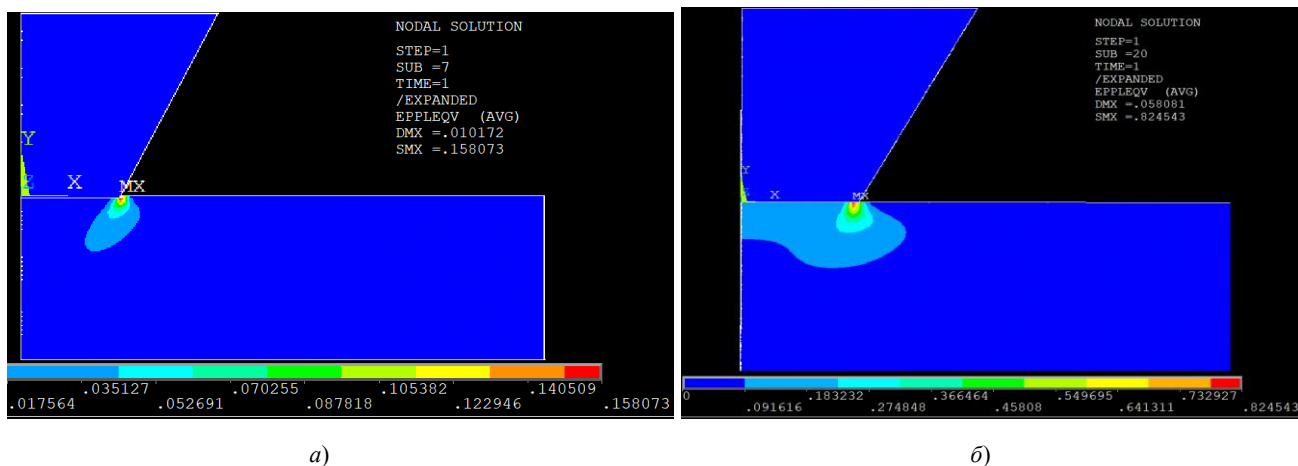 NODAL SOLUTION
STEP=1
SUB =7
TIME=1
/EXPANDED
EPPLEQV (AVG)
DMX =.010172
SMX =.158073
Y
Z X MX
.035127 .070255 .105382 .140509
.017564 .052691 .087818 .122946 .158073
а)
NODAL SOLUTION
STEP=1
SUB =20
TIME=1
/EXPANDED
EPPLEQV (AVG)
DMX =.058081
SMX =.824543
Y
X MX
0 .183232 .366464 .549695 .732927
.091616 .274848 .45808 .641311 .824543
б)